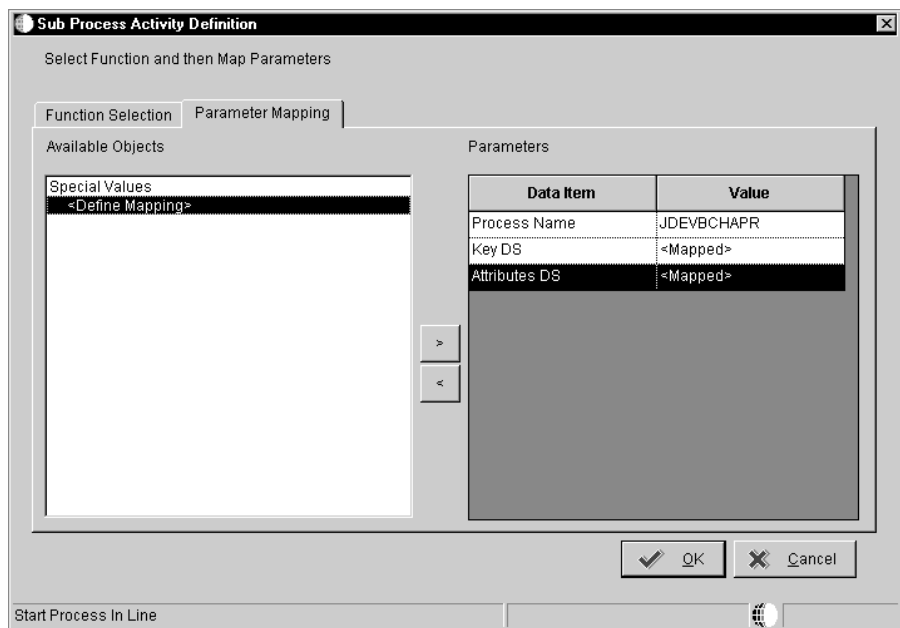 Sub Process Activity Definition
Select Function and then Map Parameters
Function Selection
Parameter Mapping
Available Objects
Parameters
Special Values
<Define Mapping>
Data Item Value
Process Name JDEVBCHAPR
Key DS <Mapped>
Attributes DS <Mapped>
>
<
OK
Cancel
Start Process In Line